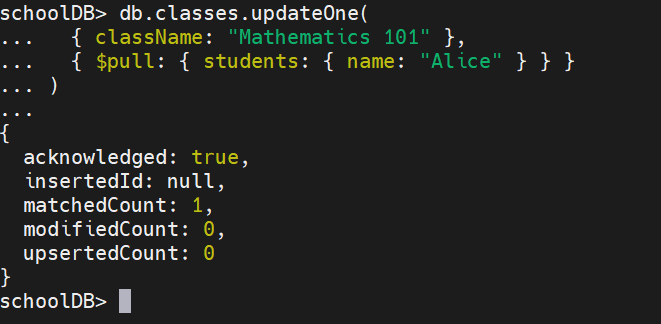 schoolDB> db.classes.updateOne(
...   { className: "Mathematics 101" },
...   { $pull: { students: { name: "Alice" } } }
... )
...
{
  acknowledged: true,
  insertedId: null,
  matchedCount: 1,
  modifiedCount: 0,
  upsertedCount: 0
}
schoolDB>